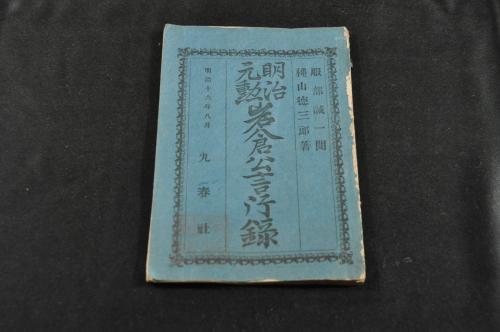 服部誠一閲
穐山徳三郎著
明治
元勲
岩倉公言行録
明治十六年八月
九春社